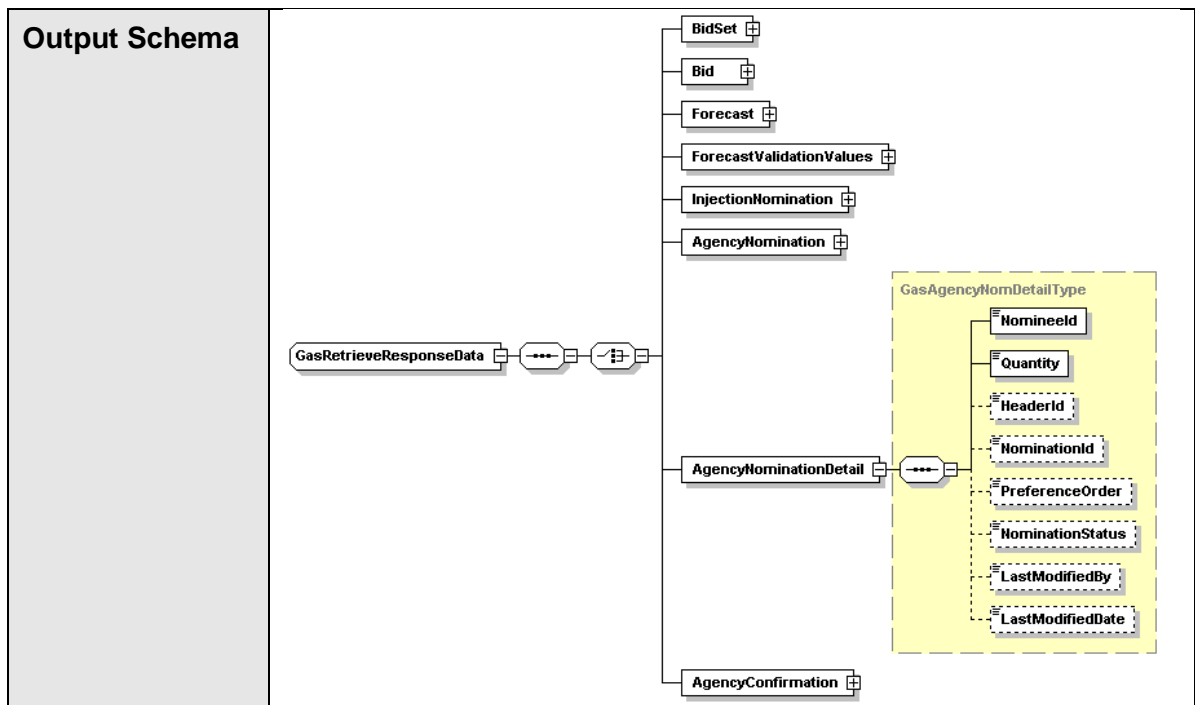 Output Schema
BidSet
Bid
Forecast
ForecastValidationValues
InjectionNomination
AgencyNomination
GasAgencyNomDetailType
NomineeId
Quantity
GasRetrieveResponseData
HeaderId
NominationId
AgencyNominationDetail
PreferenceOrder
NominationStatus
LastModifiedBy
LastModifiedDate
AgencyConfirmation